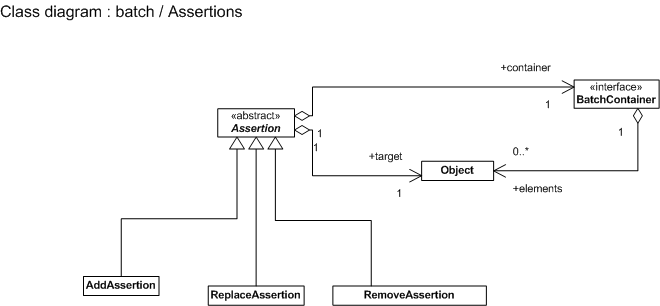 Class diagram : batch / Assertions
+container
«interface»
BatchContainer
1
«abstract»
Assertion
1
1
1
+target
0..*
Object
1
+elements
AddAssertion
ReplaceAssertion
RemoveAssertion